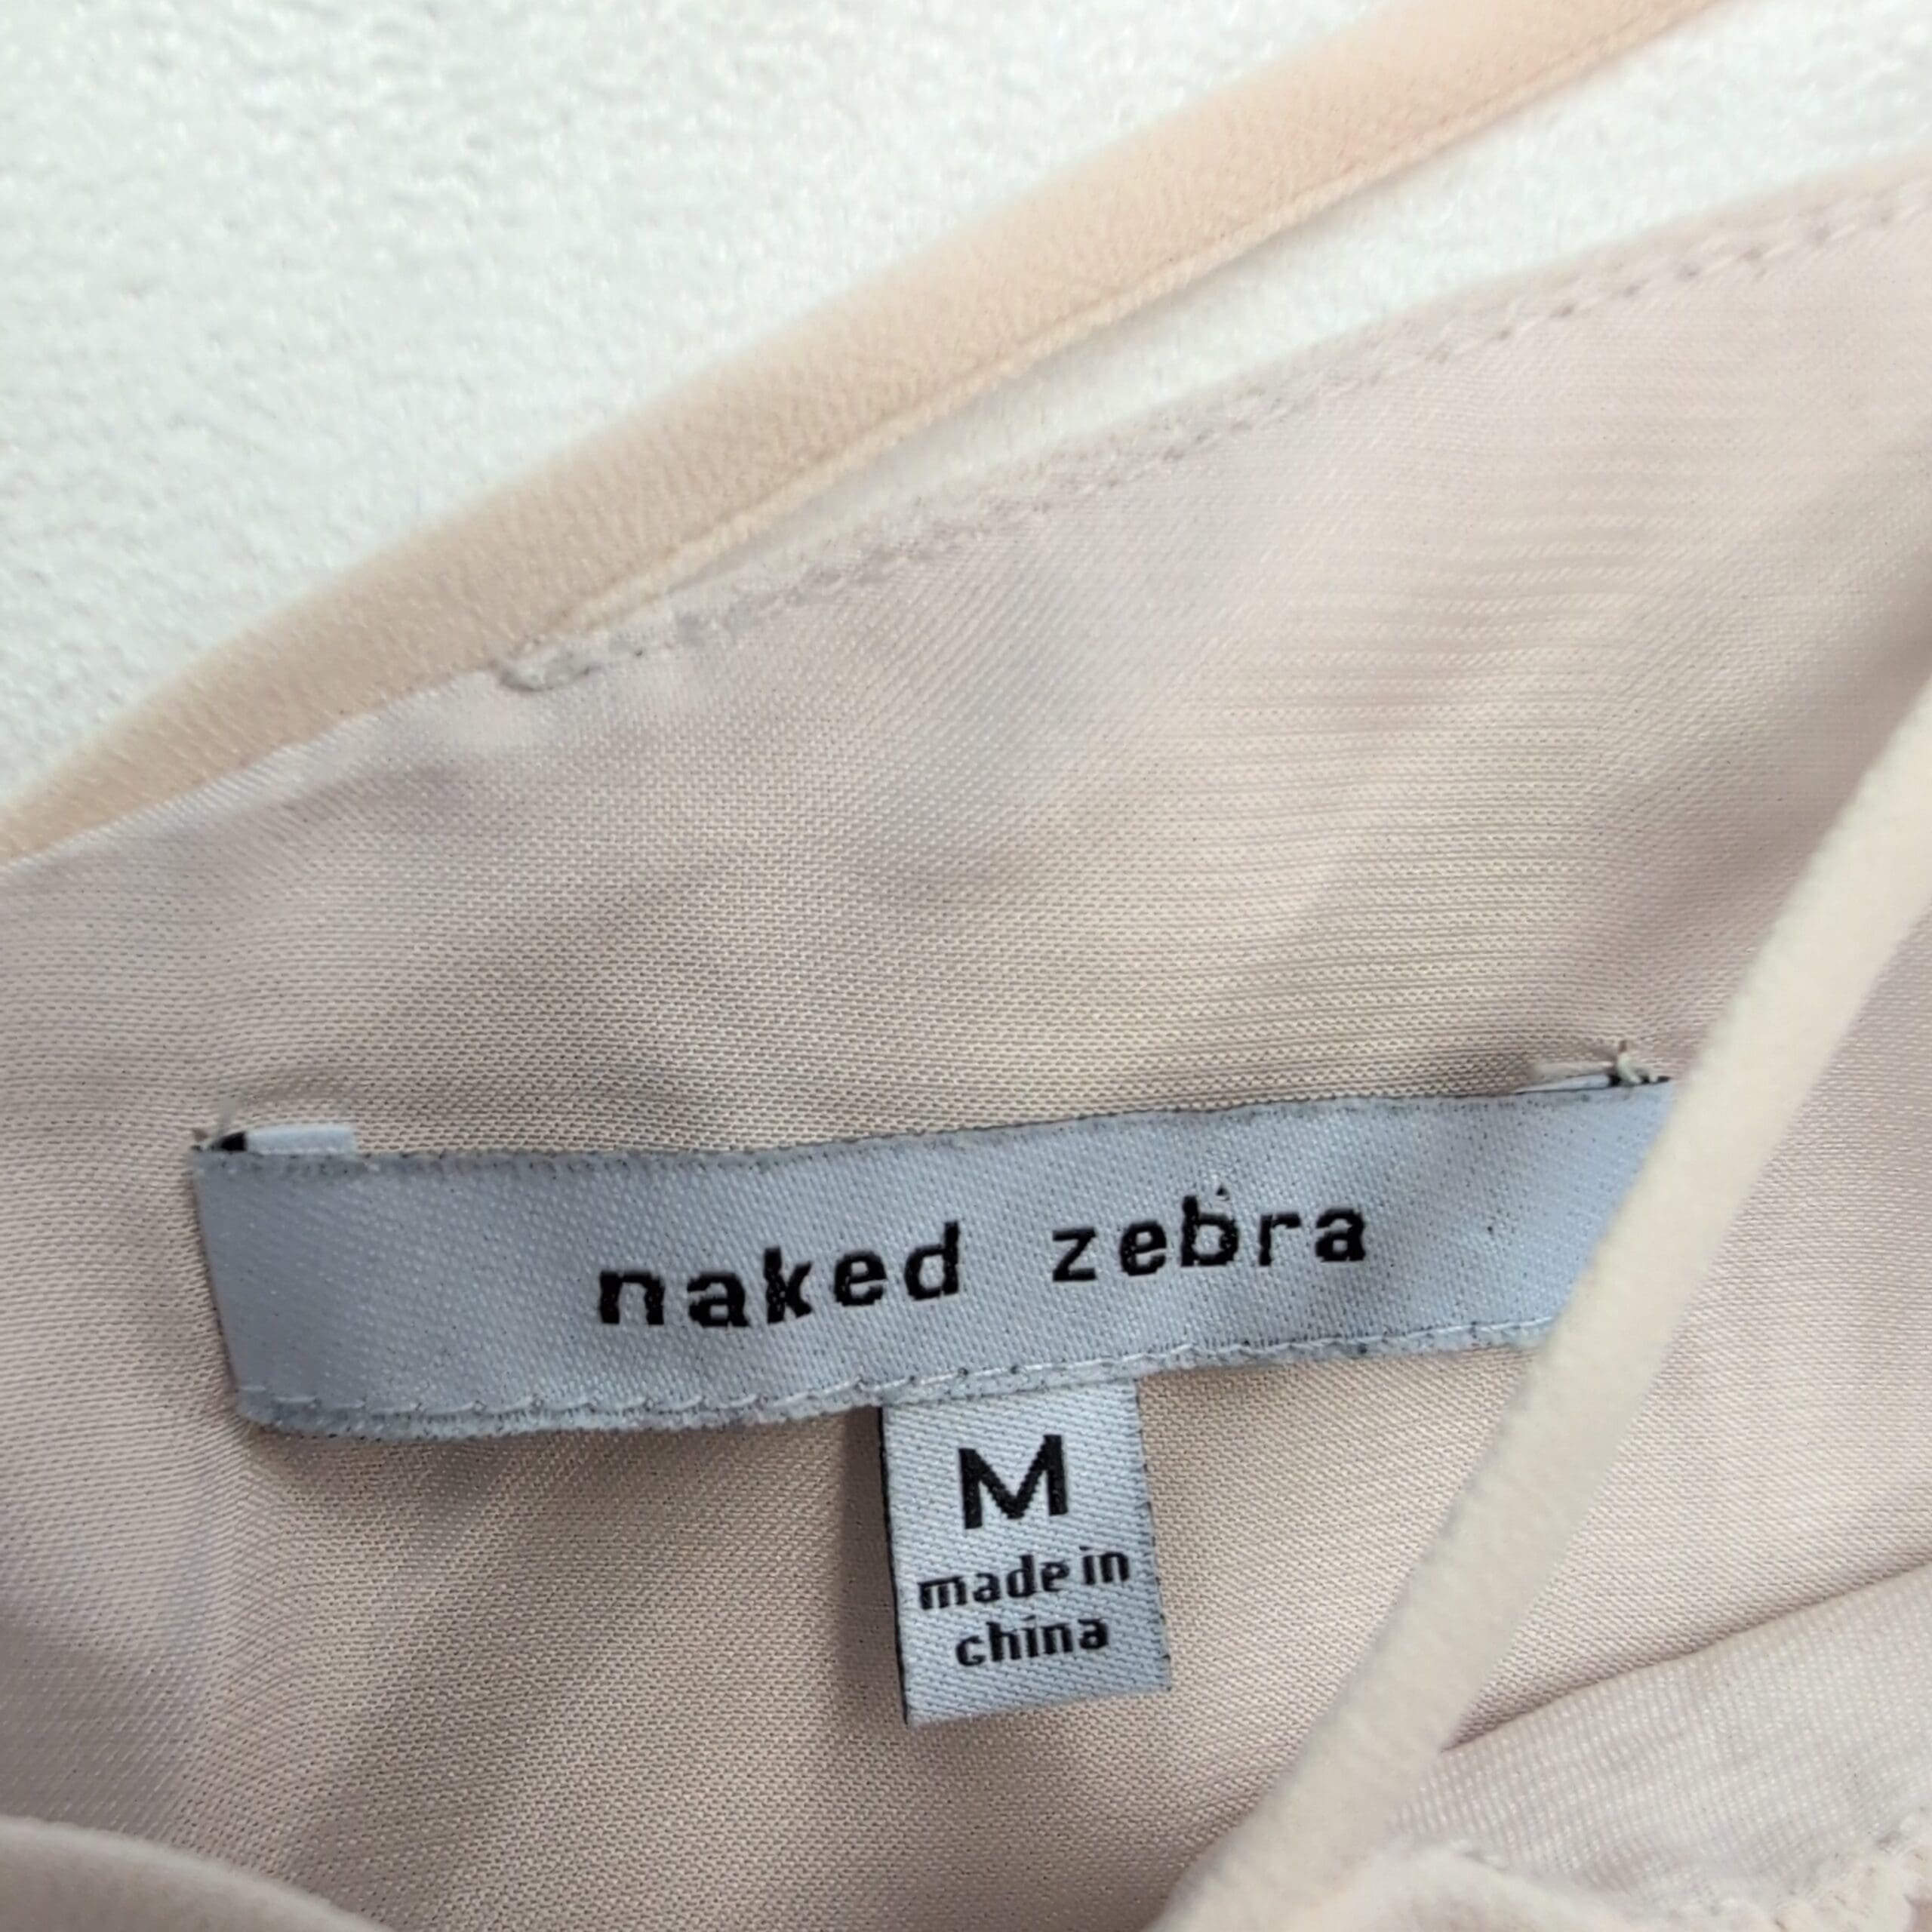 naked zebra
M
made in
china